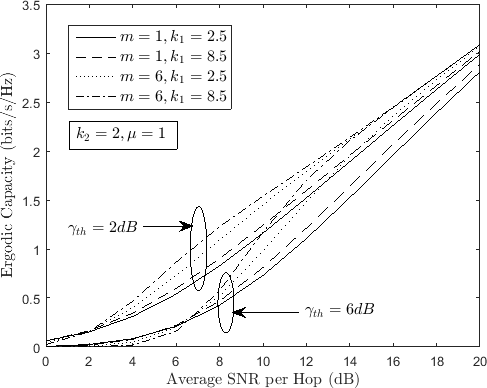 3.5
3
2.5
2
1.5
1
0.5
0
Ergodic Capacity (bits/s/Hz)
m = 1, k₁ = 2.5
m = 1, k₁ = 8.5
m = 6, k₁ = 2.5
m = 6, k₁ = 8.5
k₂ = 2, μ = 1
γ_th = 2dB
γ_th = 6dB
0 2 4 6 8 10 12 14 16 18 20
Average SNR per Hop (dB)